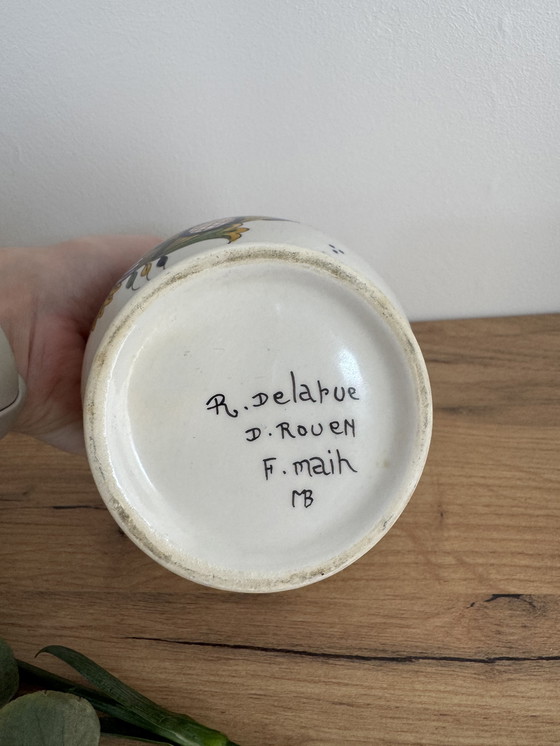 R. Delarue
D. ROUEN
F. main
MB